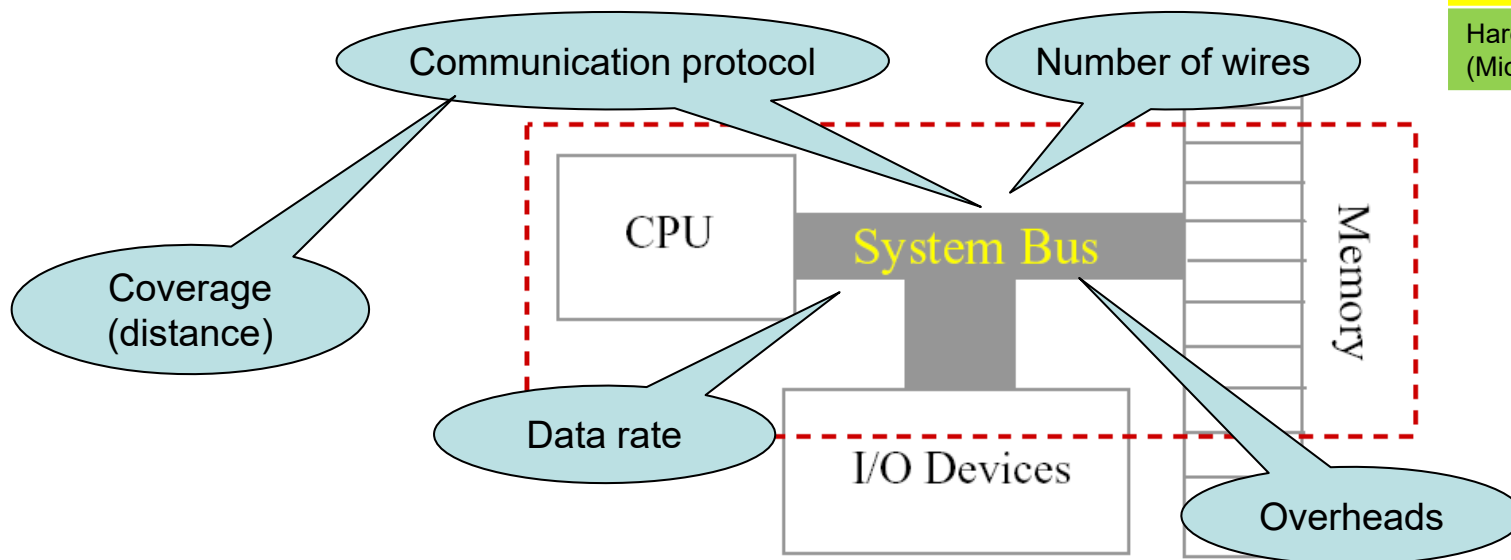 Communication protocol
Number of wires
CPU
System Bus
Memory
Coverage
(distance)
Data rate
I/O Devices
Overheads